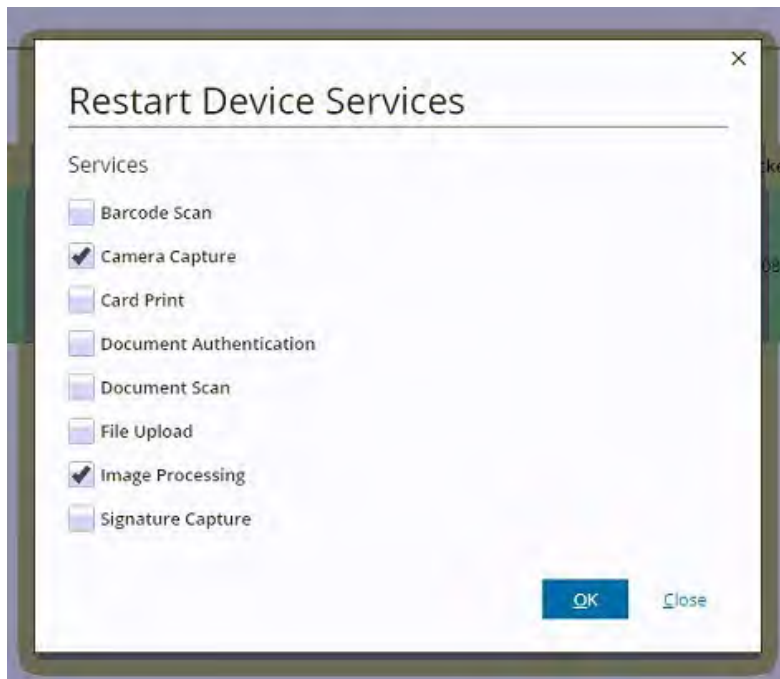 Restart Device Services
Services
Barcode Scan
Camera Capture
Card Print
Document Authentication
Document Scan
File Upload
Image Processing
Signature Capture
OK
Close